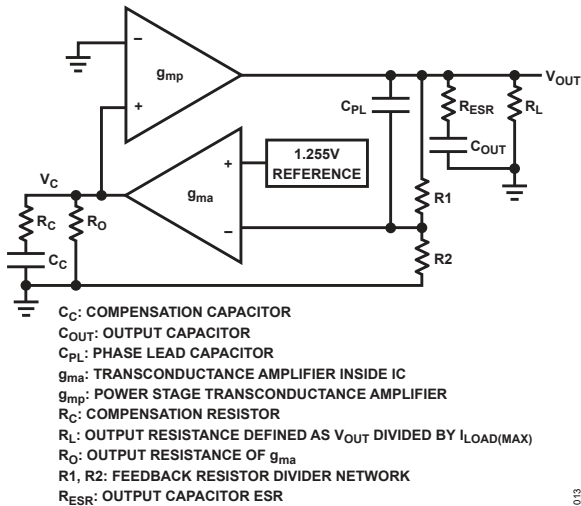 −
g_mp
+
V_OUT
C_PL
R_ESR
R_L
C_OUT
1.255V
REFERENCE
+
g_ma
−
V_C
R_C
R_O
C_C
R1
R2
C_C: COMPENSATION CAPACITOR
C_OUT: OUTPUT CAPACITOR
C_PL: PHASE LEAD CAPACITOR
g_ma: TRANSCONDUCTANCE AMPLIFIER INSIDE IC
g_mp: POWER STAGE TRANSCONDUCTANCE AMPLIFIER
R_C: COMPENSATION RESISTOR
R_L: OUTPUT RESISTANCE DEFINED AS V_OUT DIVIDED BY I_LOAD(MAX)
R_O: OUTPUT RESISTANCE OF g_ma
R1, R2: FEEDBACK RESISTOR DIVIDER NETWORK
R_ESR: OUTPUT CAPACITOR ESR
013